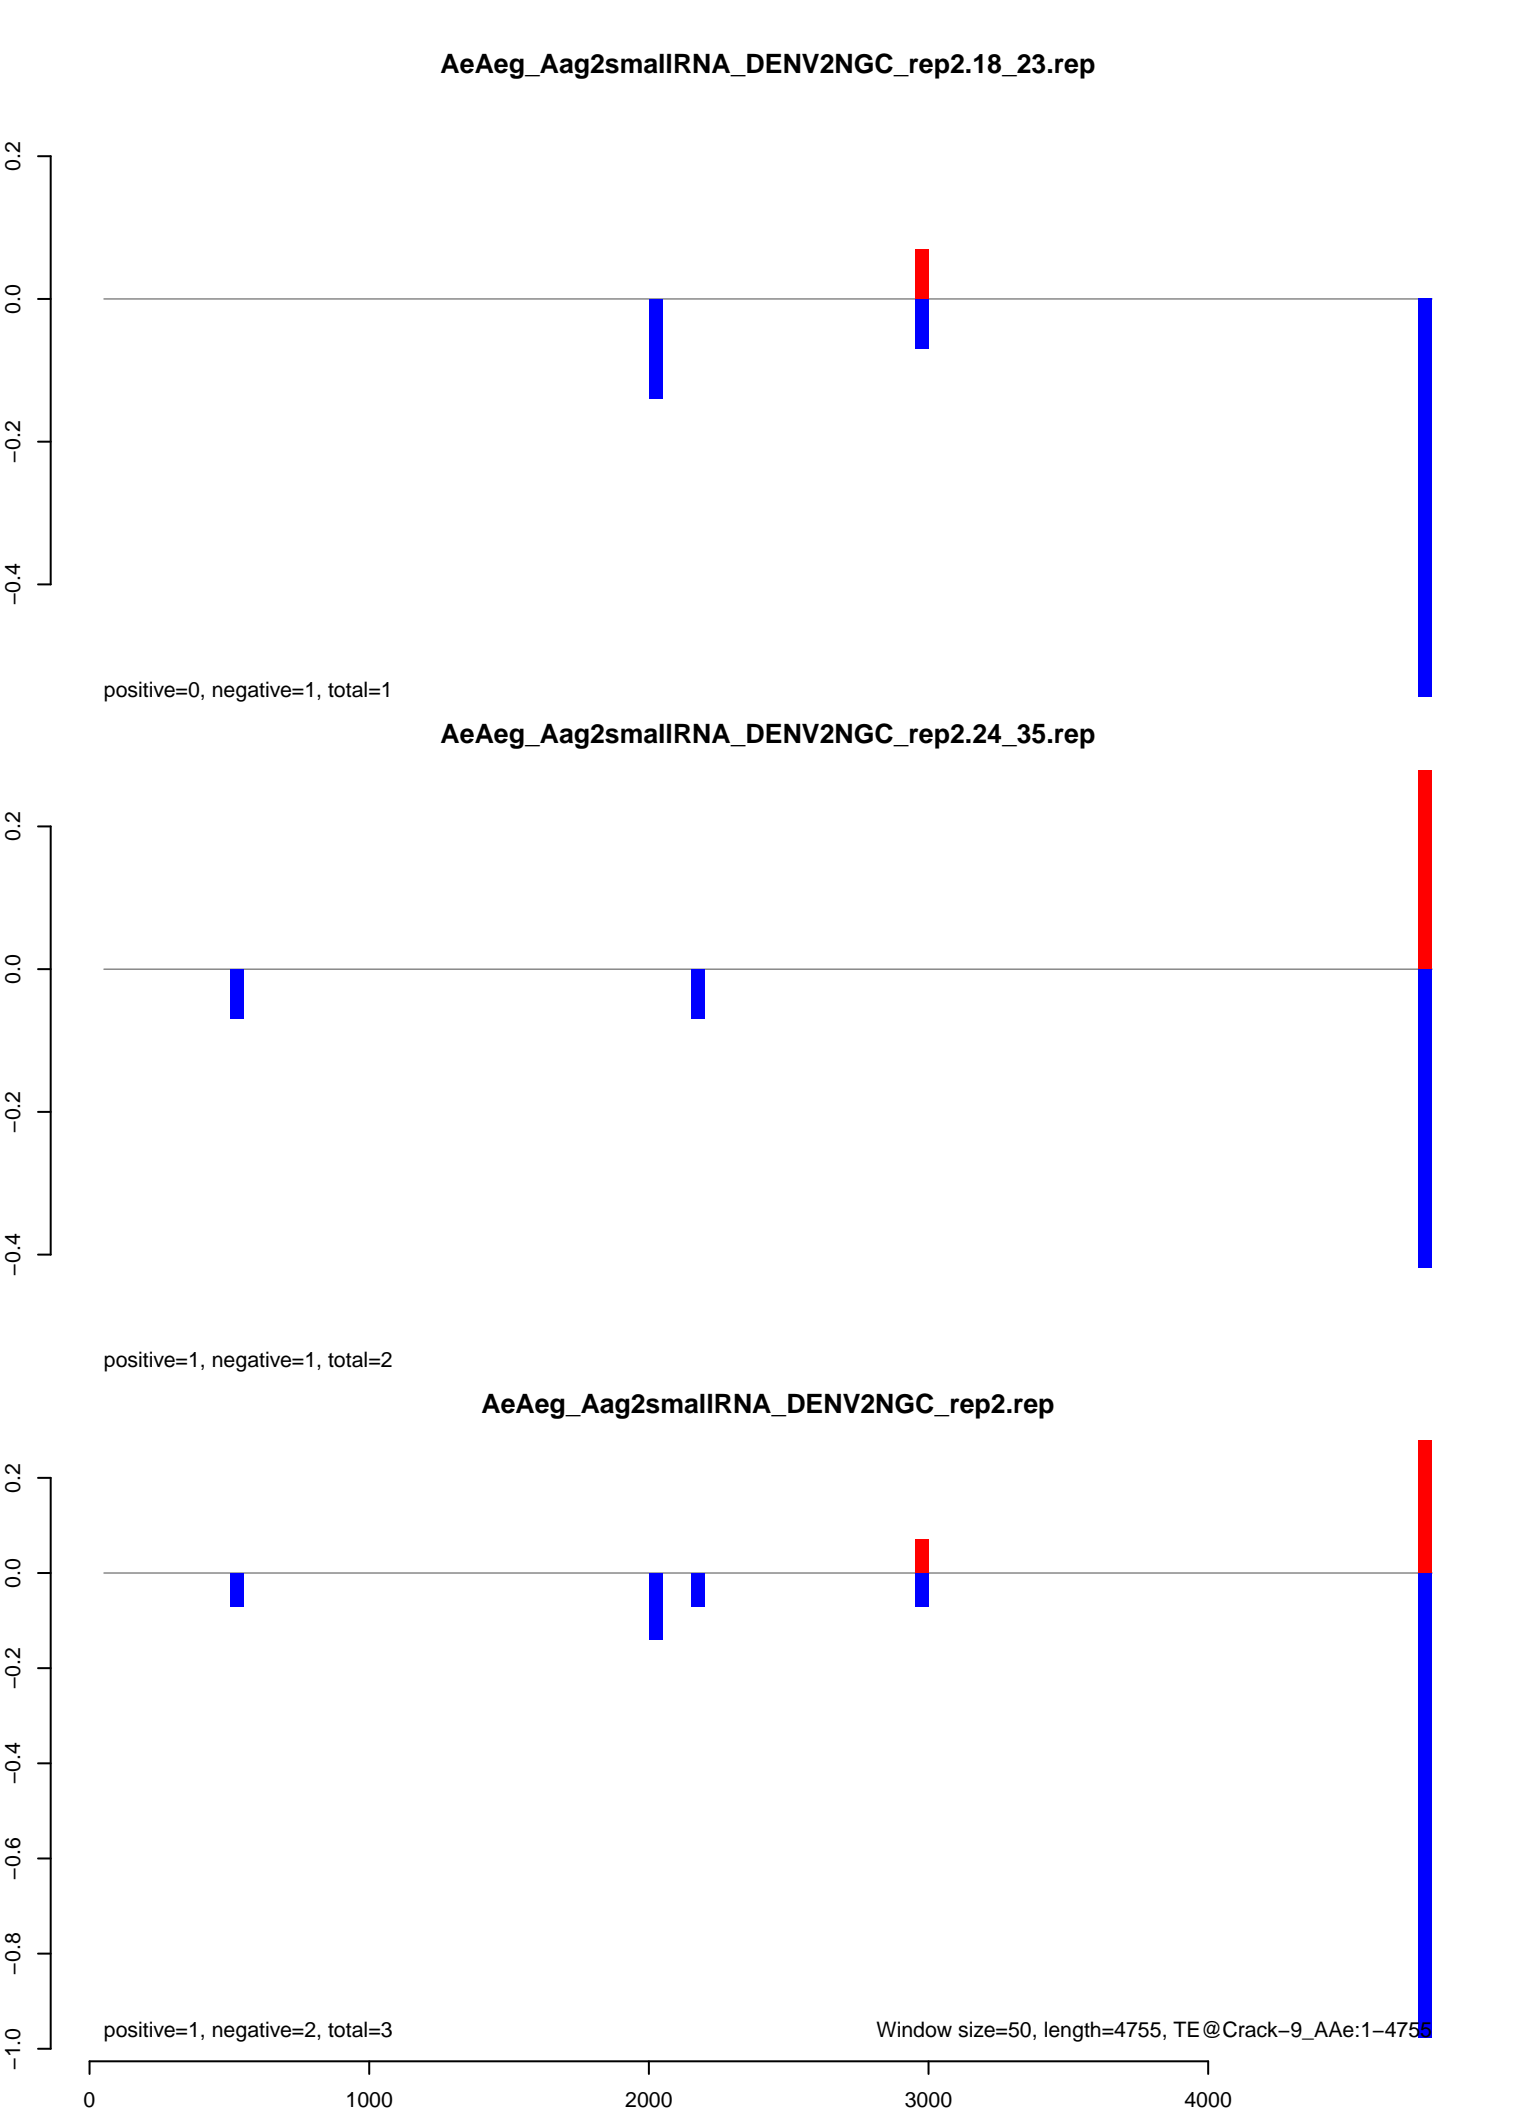 AeAeg_Aag2smallRNA_DENV2NGC_rep2.18_23.rep
0.2
0.0
−0.2
−0.4
positive=0, negative=1, total=1
AeAeg_Aag2smallRNA_DENV2NGC_rep2.24_35.rep
0.2
0.0
−0.2
−0.4
positive=1, negative=1, total=2
AeAeg_Aag2smallRNA_DENV2NGC_rep2.rep
0.2
0.0
−0.2
−0.4
−0.6
−0.8
−1.0
positive=1, negative=2, total=3
Window size=50, length=4755, TE@Crack−9_AAe:1−4755
0 1000 2000 3000 4000